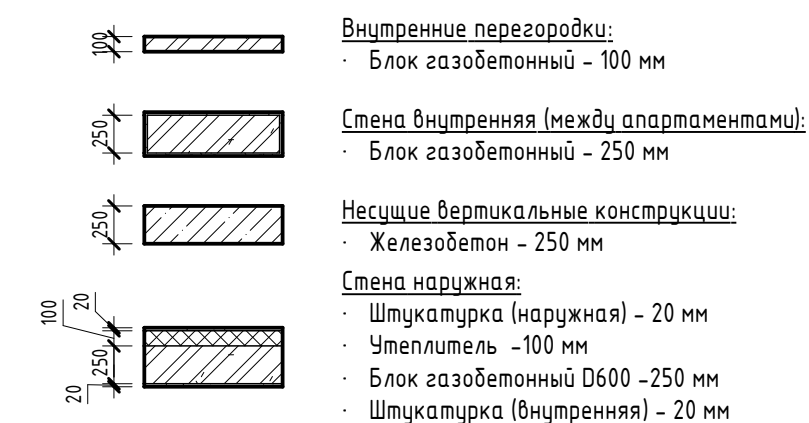 100
Внутренние перегородки:
· Блок газобетонный – 100 мм
250
Стена внутренняя (между апартаментами):
· Блок газобетонный – 250 мм
250
Несущие вертикальные конструкции:
· Железобетон – 250 мм
Стена наружная:
20
100
250
20
· Штукатурка (наружная) – 20 мм
· Утеплитель –100 мм
· Блок газобетонный D600 –250 мм
· Штукатурка (внутренняя) – 20 мм